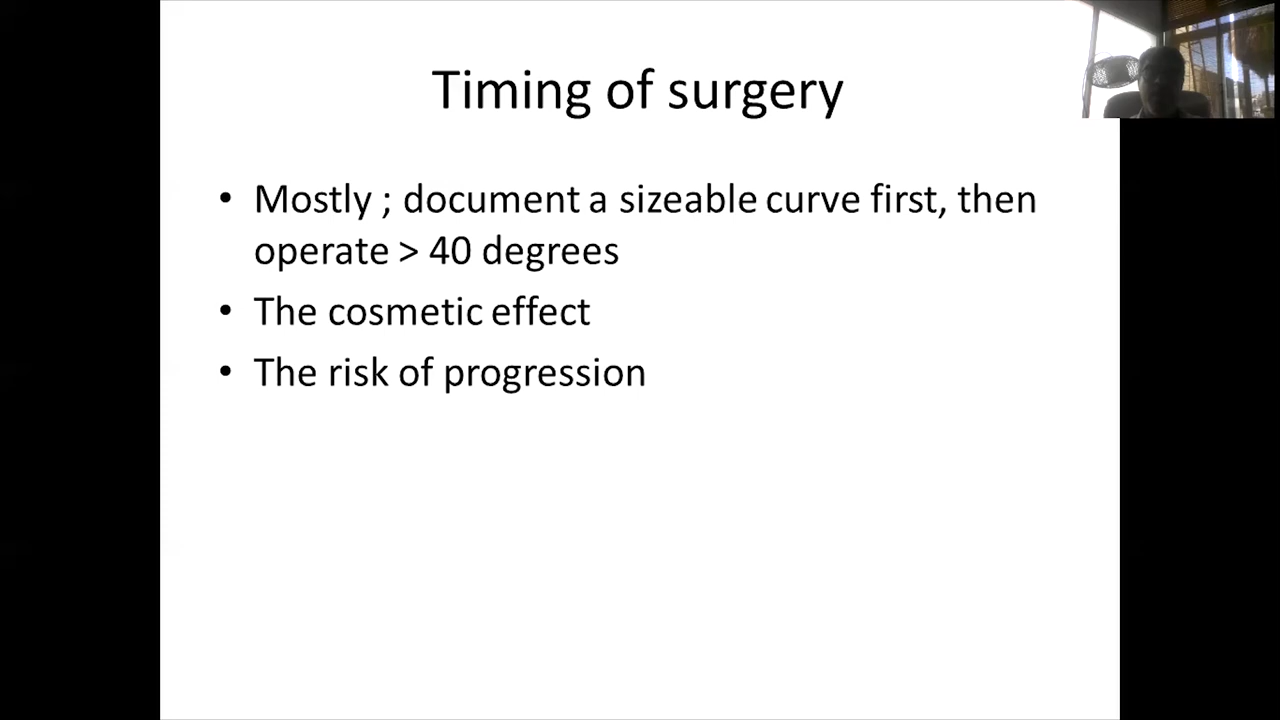 Timing of surgery
• Mostly ; document a sizeable curve first, then
operate > 40 degrees
• The cosmetic effect
• The risk of progression